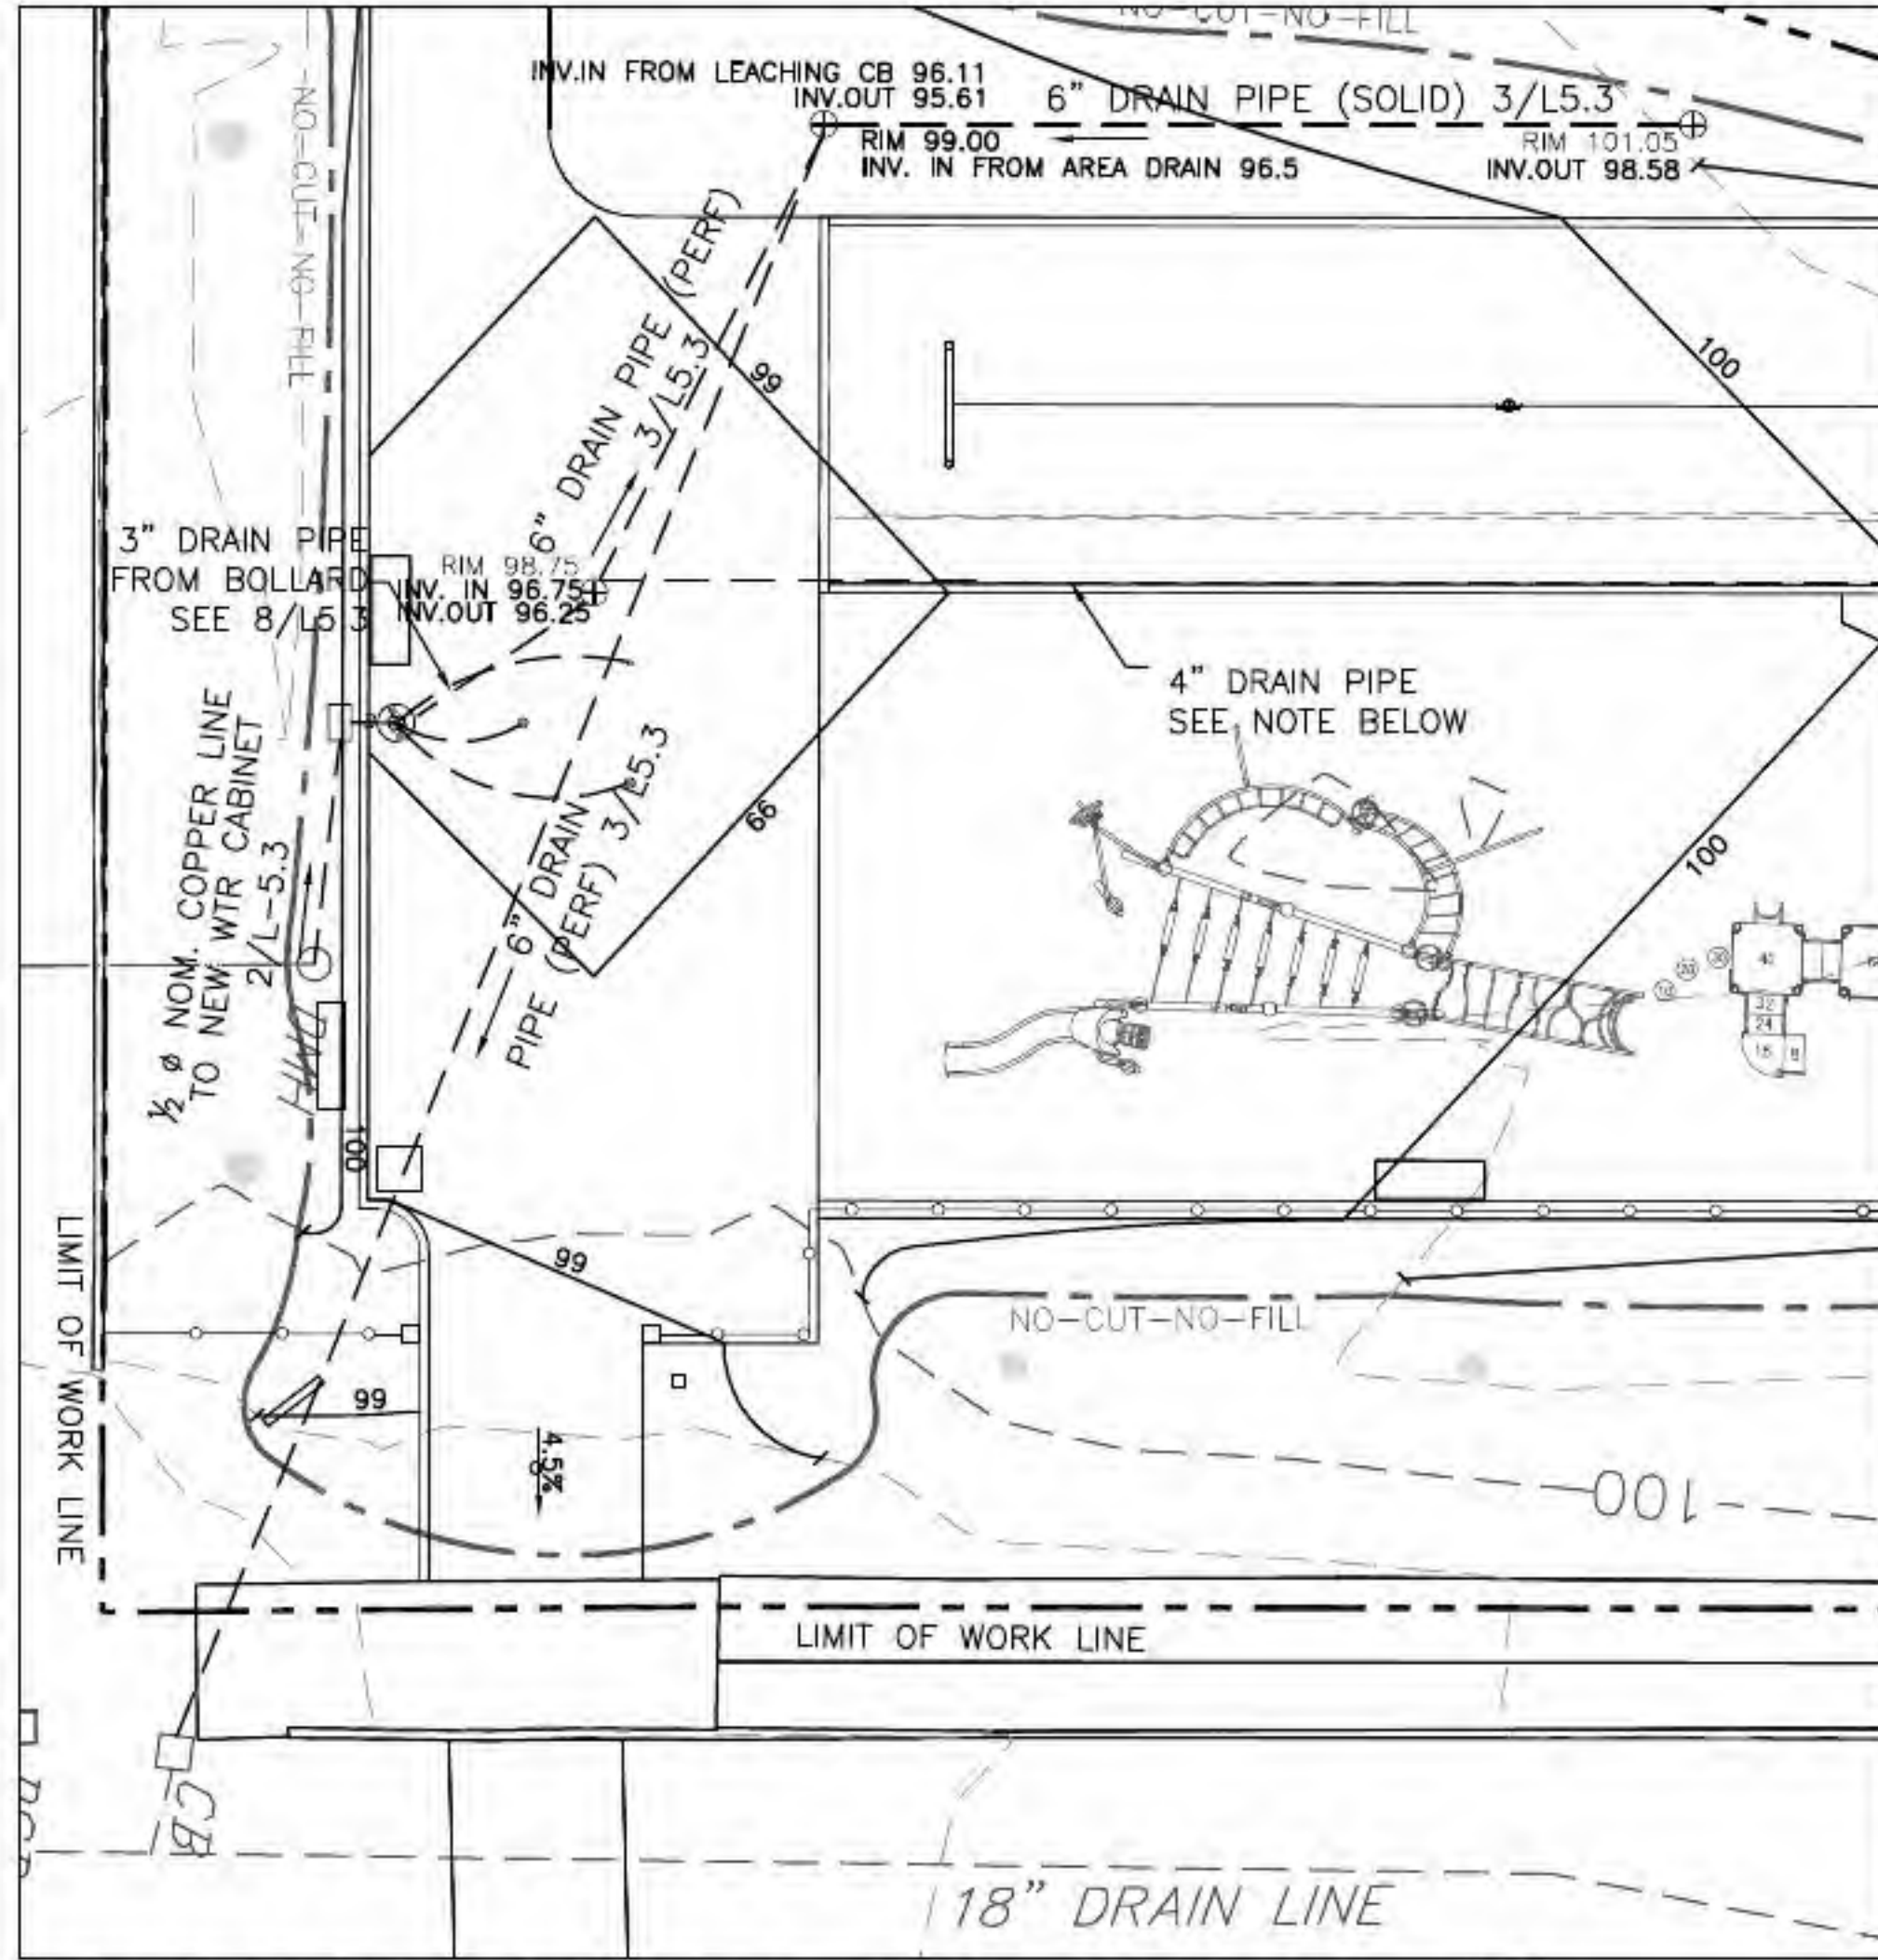 NO-CUT-NO-FILL
INV.IN FROM LEACHING CB 96.11
INV.OUT 95.61
6" DRAIN PIPE (SOLID) 3/L5.3
RIM 99.00
INV. IN FROM AREA DRAIN 96.5
RIM 101.05
INV.OUT 98.58
NO-CUT-NO-FILL
6" DRAIN PIPE (PERF)
3/L5.3
99
100
3" DRAIN PIPE
FROM BOLLARD
SEE 8/L5.3
RIM 98.75
INV. IN 96.75
INV.OUT 96.25
4" DRAIN PIPE
SEE NOTE BELOW
½ ø NOM. COPPER LINE
TO NEW WTR CABINET
2/L-5.3
6" DRAIN
PIPE (PERF) 3/L5.3
99
100
40
32
24
16
8
100
99
NO-CUT-NO-FILL
99
4.5%
100
LIMIT OF WORK LINE
LIMIT OF WORK LINE
CB
18" DRAIN LINE